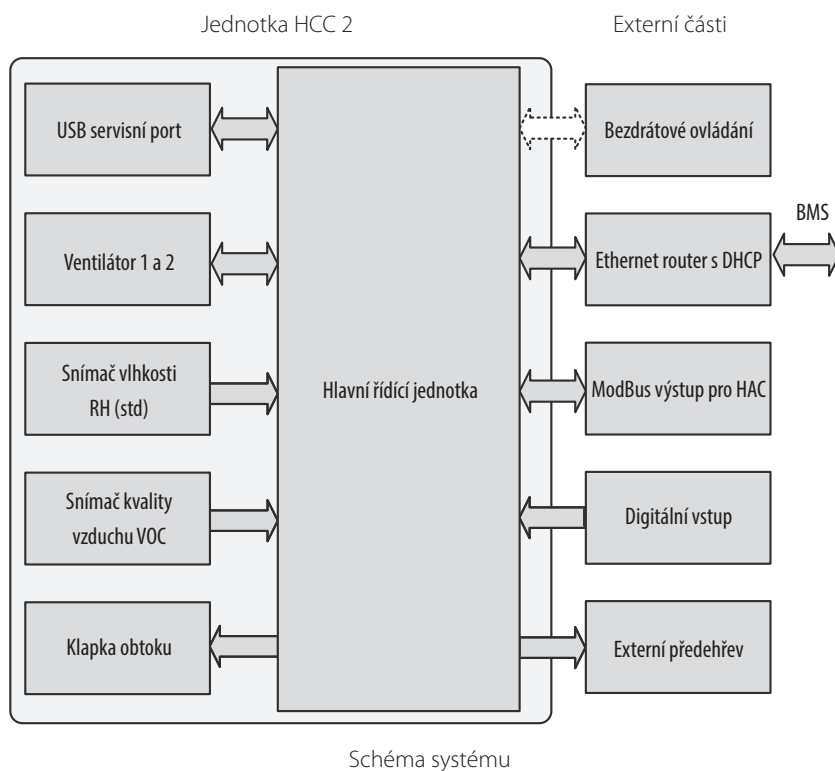 Jednotka HCC 2
Externí části
USB servisní port
Ventilátor 1 a 2
Snímač vlhkosti
RH (std)
Snímač kvality
vzduchu VOC
Klapka obtoku
Hlavní řídící jednotka
Bezdrátové ovládání
Ethernet router s DHCP
BMS
ModBus výstup pro HAC
Digitální vstup
Externí předehřev
Schéma systému